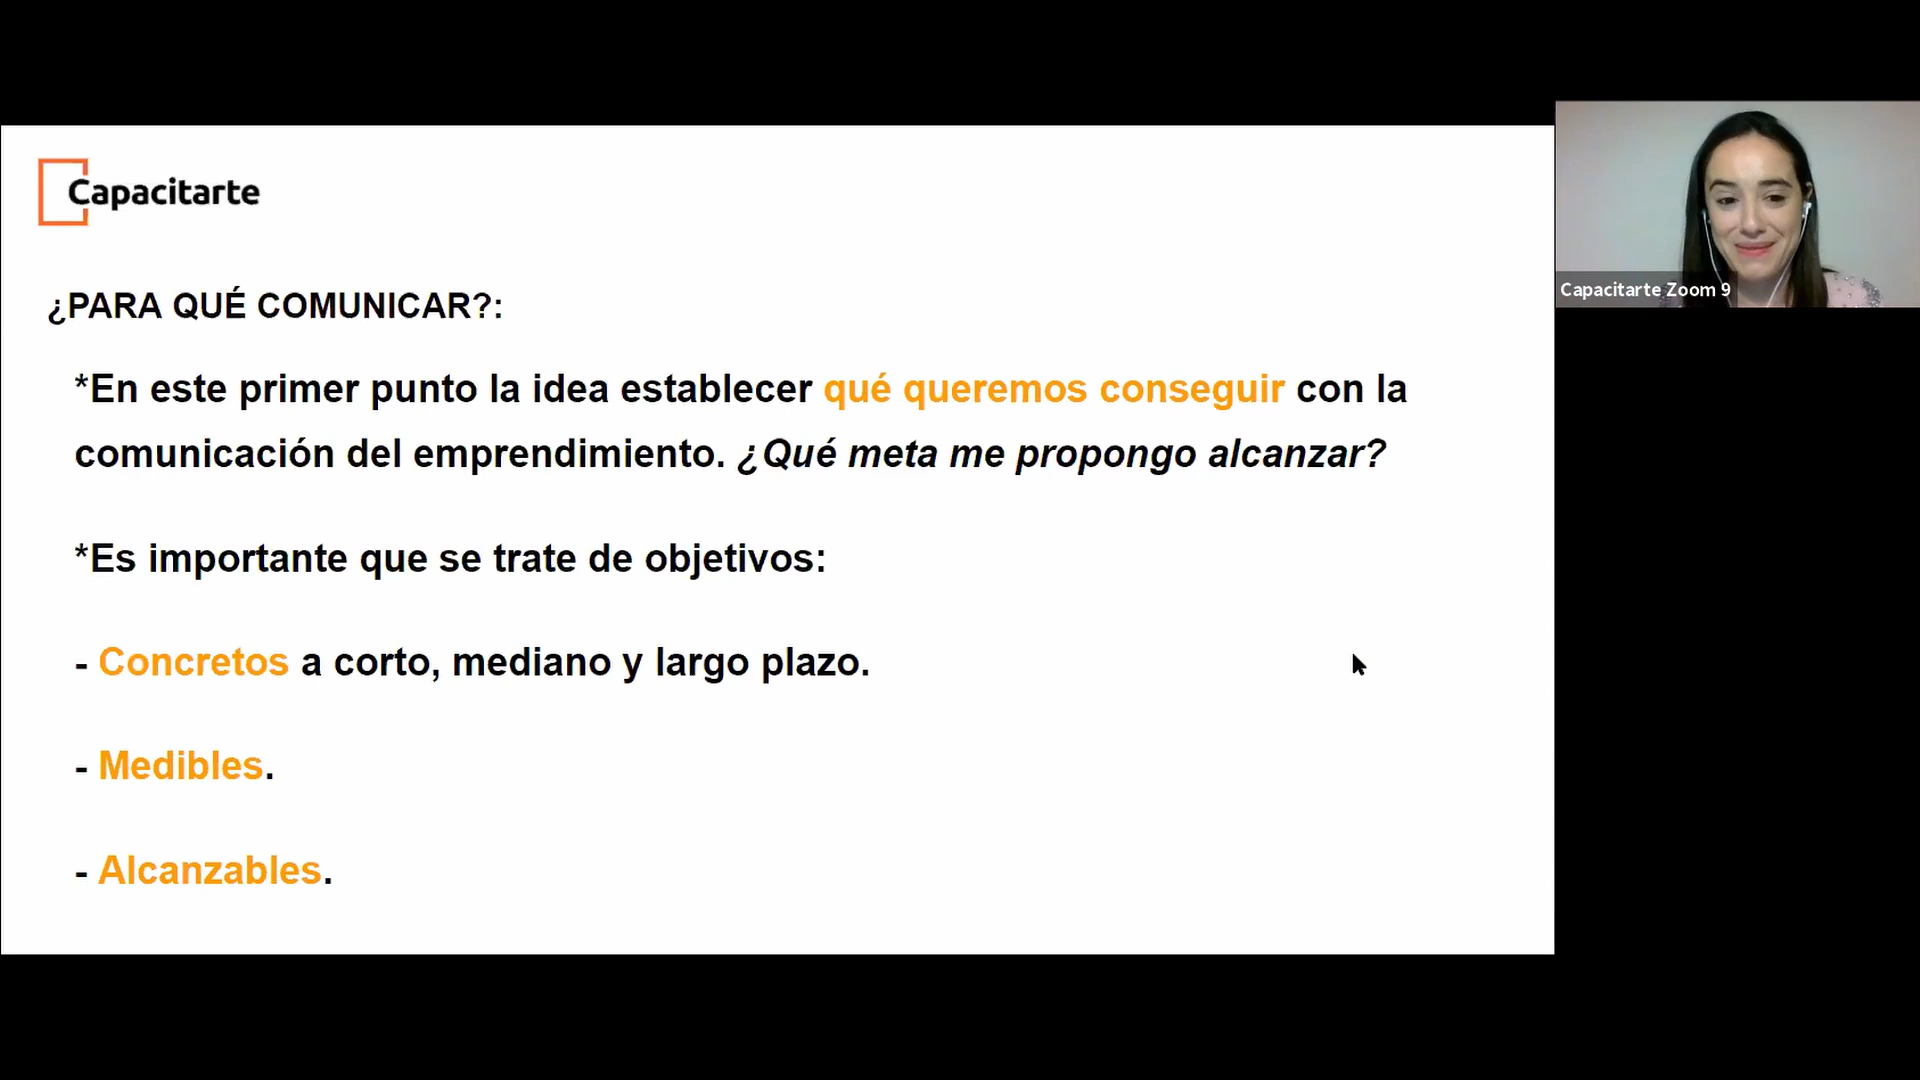 Capacitarte
¿PARA QUÉ COMUNICAR?:
*En este primer punto la idea establecer qué queremos conseguir con la
comunicación del emprendimiento. ¿Qué meta me propongo alcanzar?
*Es importante que se trate de objetivos:
- Concretos a corto, mediano y largo plazo.
- Medibles.
- Alcanzables.
Capacitarte Zoom 9